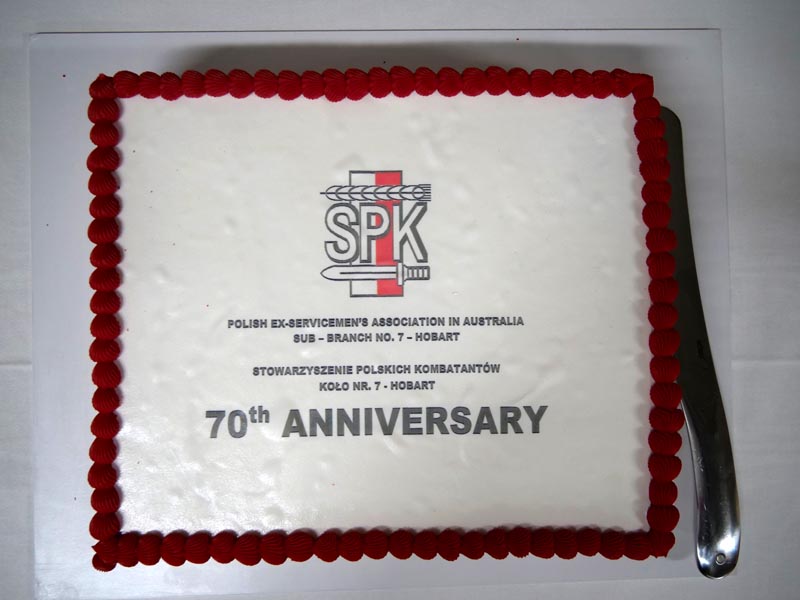 SPK
POLISH EX-SERVICEMEN'S ASSOCIATION IN AUSTRALIA
SUB – BRANCH NO. 7 – HOBART
STOWARZYSZENIE POLSKICH KOMBATANTÓW
KOŁO NR. 7 - HOBART
70th ANNIVERSARY